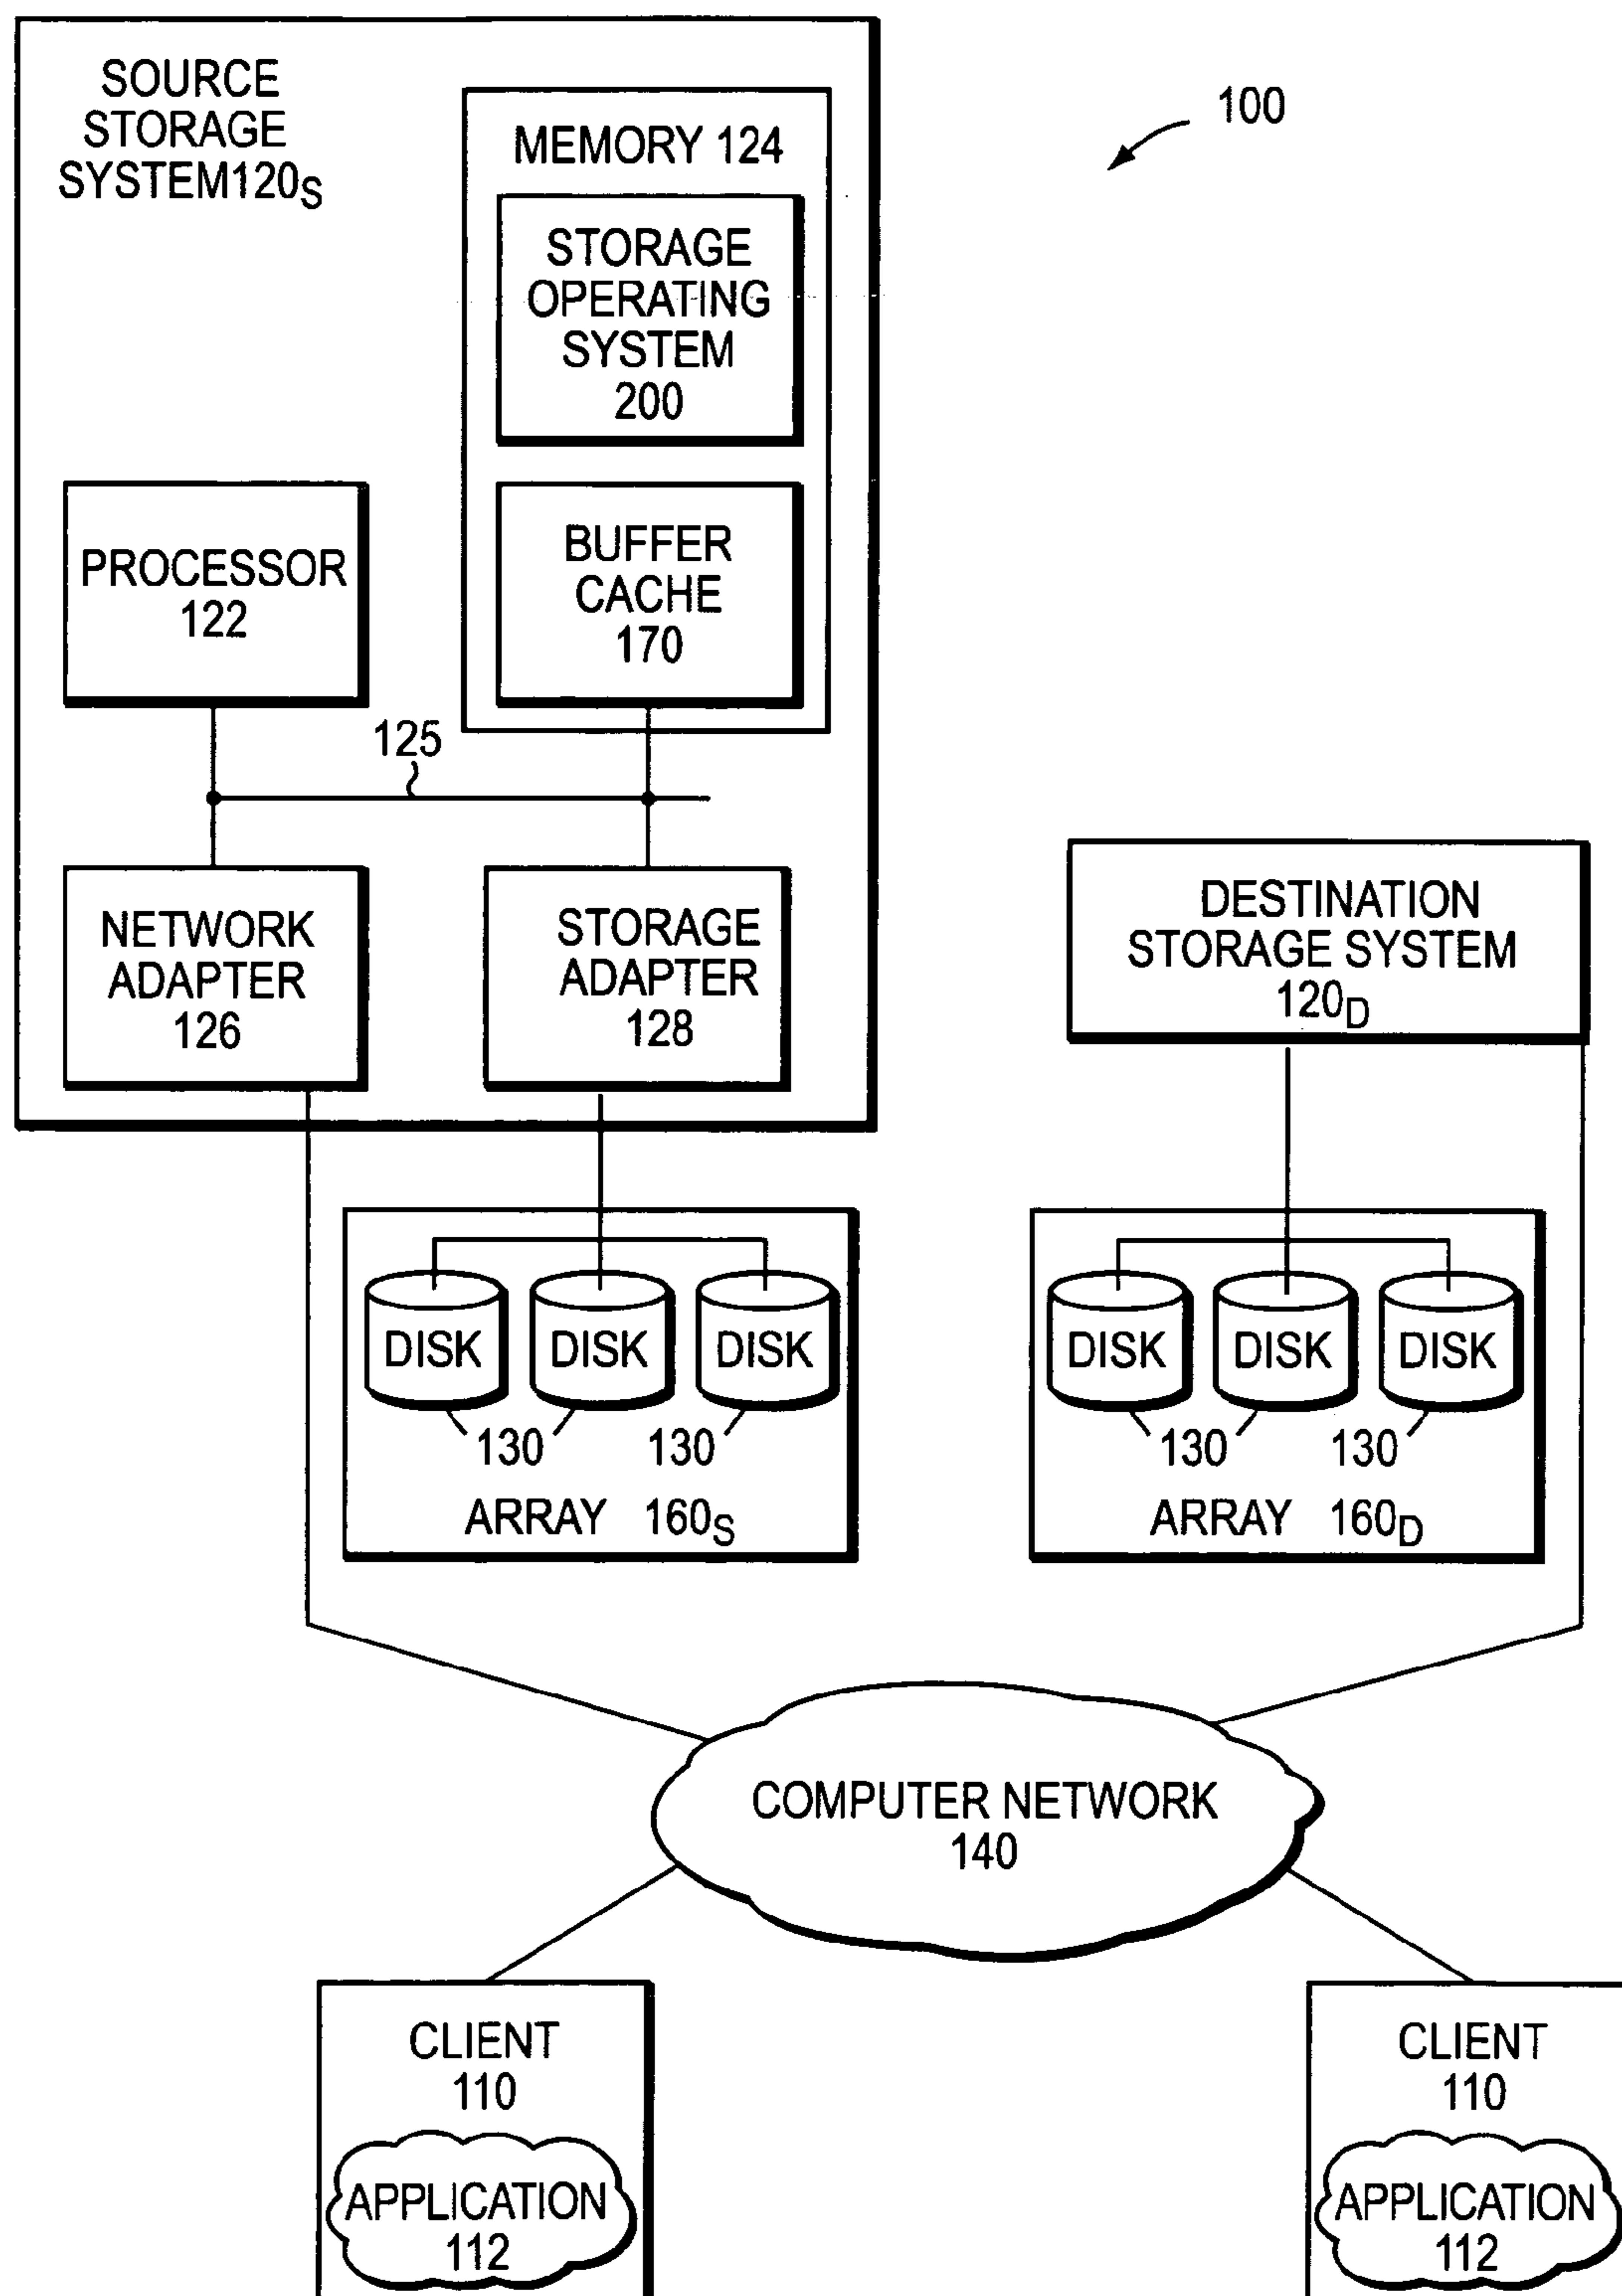 SOURCE
STORAGE
SYSTEM120S
100
MEMORY 124
STORAGE
OPERATING
SYSTEM
200
PROCESSOR
122
BUFFER
CACHE
170
125
NETWORK
ADAPTER
126
STORAGE
ADAPTER
128
DESTINATION
STORAGE SYSTEM
120D
DISK
DISK
DISK
130
130
ARRAY 160S
DISK
DISK
DISK
130
130
ARRAY 160D
COMPUTER NETWORK
140
CLIENT
110
APPLICATION
112
CLIENT
110
APPLICATION
112